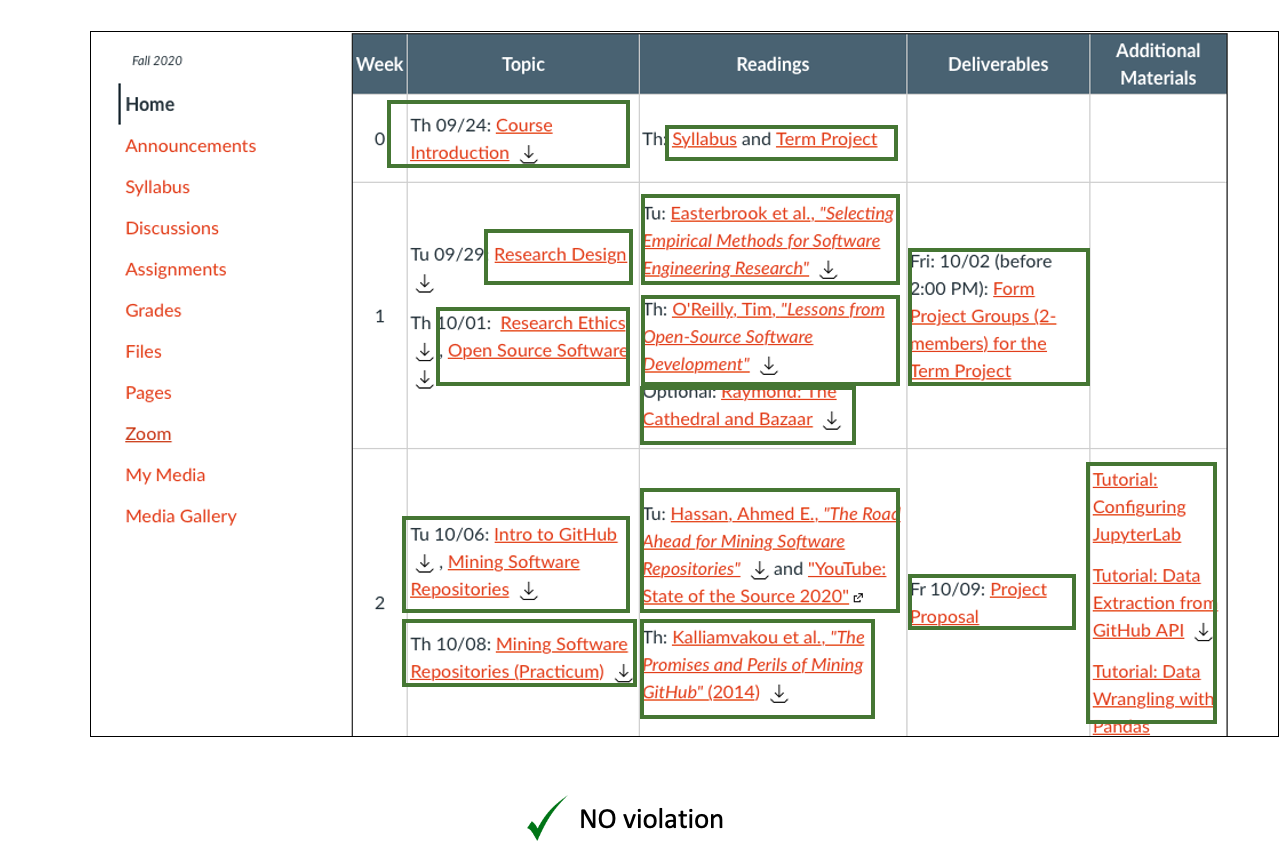 Fall 2020
Home
Announcements
Syllabus
Discussions
Assignments
Grades
Files
Pages
Zoom
My Media
Media Gallery
Week
Topic
Readings
Deliverables
Additional
Materials
0
Th 09/24: Course
Introduction
Th: Syllabus and Term Project
1
Tu 09/29 Research Design
Th 10/01: Research Ethics
, Open Source Software
Tu: Easterbrook et al., "Selecting
Empirical Methods for Software
Engineering Research"
Th: O'Reilly, Tim, "Lessons from
Open-Source Software
Development"
Optional: Raymond: The
Cathedral and Bazaar
Fri: 10/02 (before
2:00 PM): Form
Project Groups (2-
members) for the
Term Project
2
Tu 10/06: Intro to GitHub
, Mining Software
Repositories
Th 10/08: Mining Software
Repositories (Practicum)
Tu: Hassan, Ahmed E., "The Road
Ahead for Mining Software
Repositories" and "YouTube:
State of the Source 2020"
Th: Kalliamvakou et al., "The
Promises and Perils of Mining
GitHub" (2014)
Fr 10/09: Project
Proposal
Tutorial:
Configuring
JupyterLab
Tutorial: Data
Extraction from
GitHub API
Tutorial: Data
Wrangling with
Pandas
NO violation